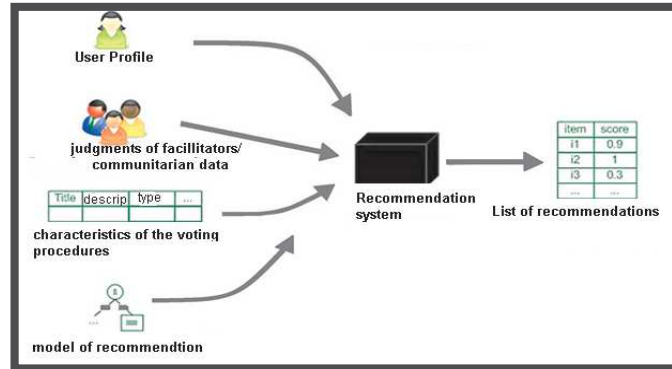 User Profile
judgments of facillitators/
communitarian data
Title descrip type ...
characteristics of the voting
procedures
model of recommendtion
Recommendation
system
item score
i1 0.9
i2 1
i3 0.3
... ...
List of recommendations